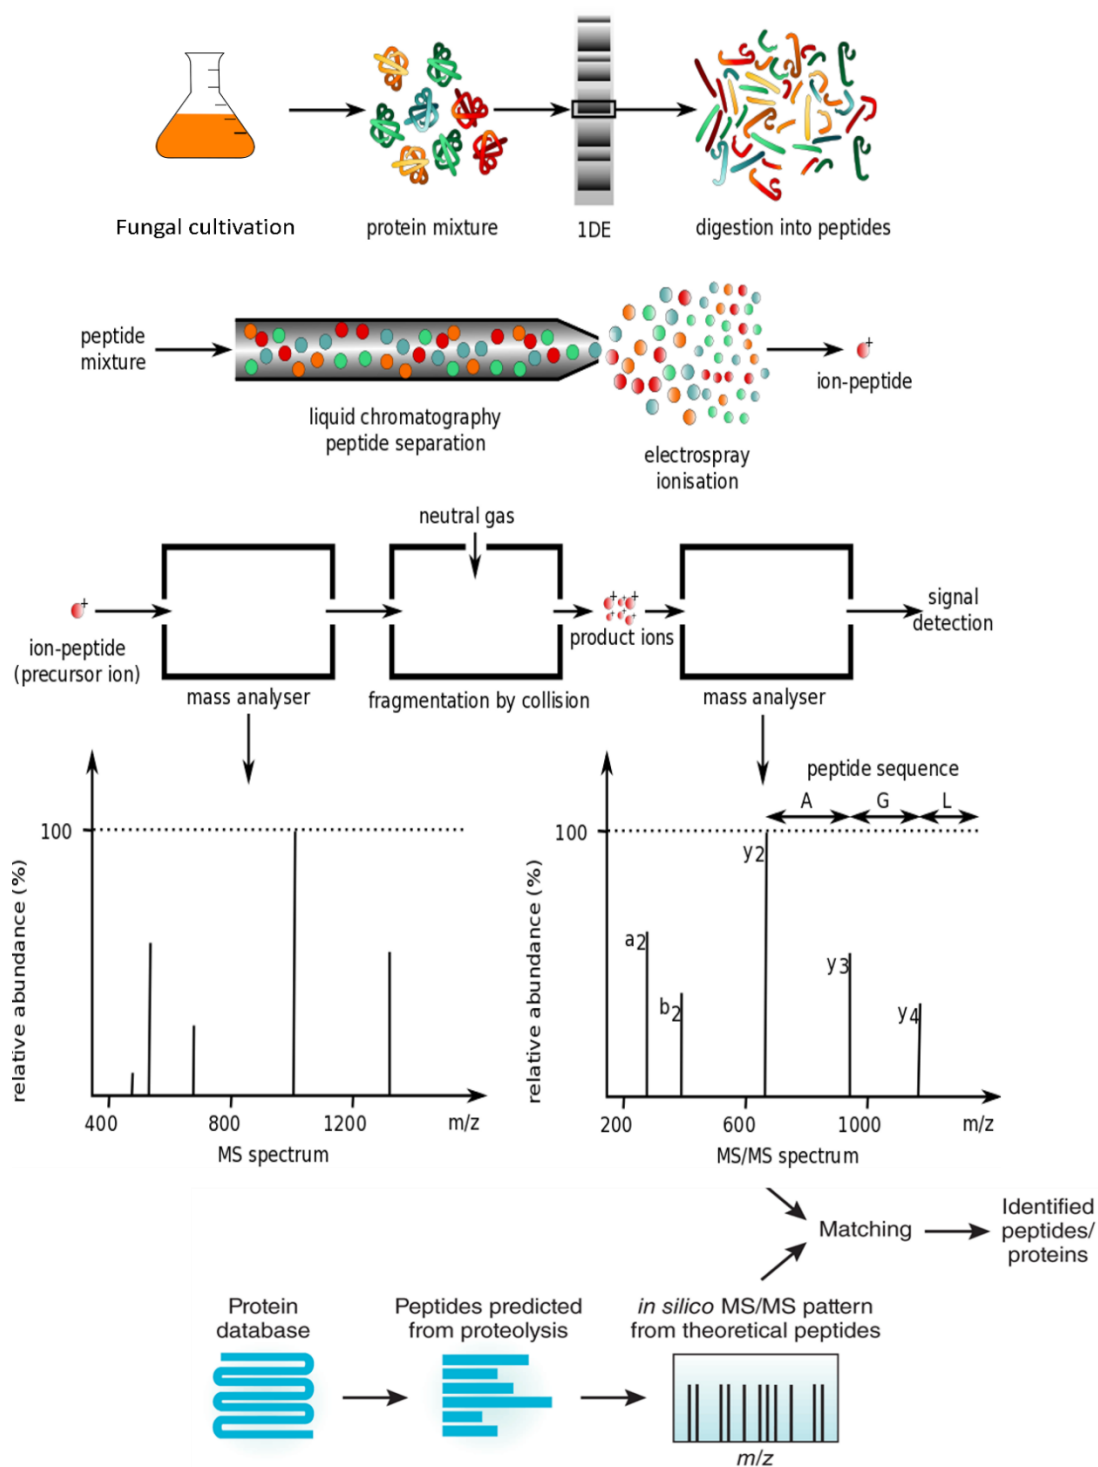 Fungal cultivation
protein mixture
1DE
digestion into peptides
peptide
mixture
liquid chromatography
peptide separation
electrospray
ionisation
+
ion-peptide
neutral gas
+
ion-peptide
(precursor ion)
mass analyser
fragmentation by collision
+ + +
+ + +
product ions
mass analyser
signal
detection
relative abundance (%)
100
400 800 1200 m/z
MS spectrum
peptide sequence
A G L
relative abundance (%)
100
y2
a2
b2
y3
y4
200 600 1000 m/z
MS/MS spectrum
Matching
Identified
peptides/
proteins
Protein
database
Peptides predicted
from proteolysis
in silico MS/MS pattern
from theoretical peptides
m/z